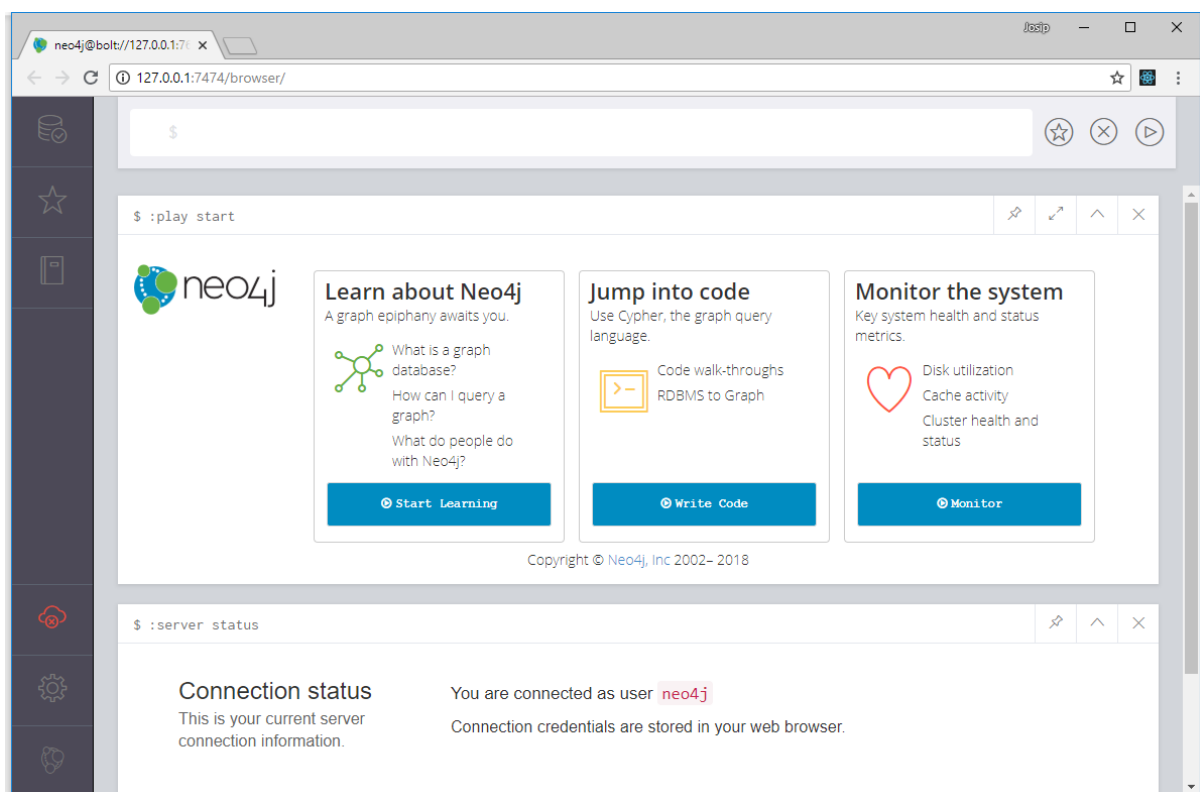 Josip
neo4j@bolt://127.0.0.1:76
127.0.0.1:7474/browser/
$
$ :play start
neo4j
Learn about Neo4j
A graph epiphany awaits you.
What is a graph
database?
How can I query a
graph?
What do people do
with Neo4j?
Start Learning
Jump into code
Use Cypher, the graph query
language.
Code walk-throughs
RDBMS to Graph
Write Code
Monitor the system
Key system health and status
metrics.
Disk utilization
Cache activity
Cluster health and
status
Monitor
Copyright © Neo4j, Inc 2002– 2018
$ :server status
Connection status
This is your current server
connection information.
You are connected as user neo4j
Connection credentials are stored in your web browser.